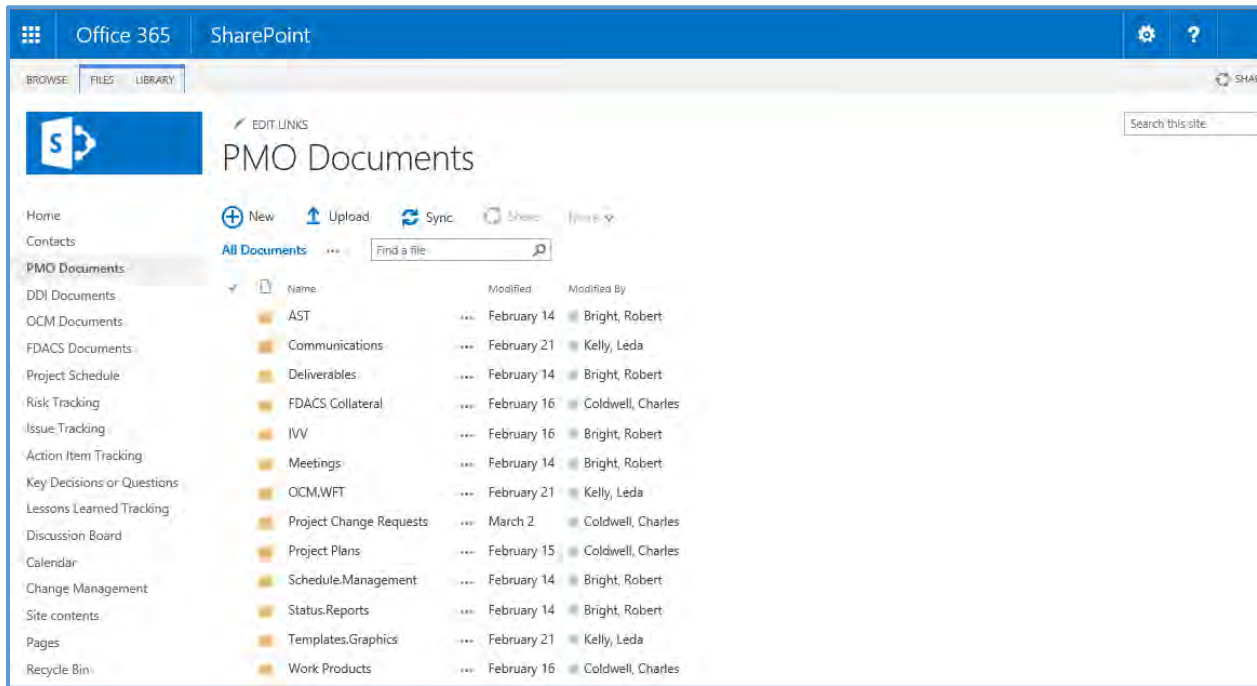 Office 365 SharePoint ?
BROWSE FILES LIBRARY SHAR
S
EDIT LINKS
Search this site
PMO Documents
New Upload Sync Share More
All Documents ... Find a file
Name Modified Modified By
Home
Contacts
PMO Documents
DDI Documents
OCM Documents
FDACS Documents
Project Schedule
Risk Tracking
Issue Tracking
Action Item Tracking
Key Decisions or Questions
Lessons Learned Tracking
Discussion Board
Calendar
Change Management
Site contents
Pages
Recycle Bin
AST ... February 14 Bright, Robert
Communications ... February 21 Kelly, Leda
Deliverables ... February 14 Bright, Robert
FDACS Collateral ... February 16 Coldwell, Charles
IVV ... February 16 Bright, Robert
Meetings ... February 14 Bright, Robert
OCM.WFT ... February 21 Kelly, Leda
Project Change Requests ... March 2 Coldwell, Charles
Project Plans ... February 15 Coldwell, Charles
Schedule.Management ... February 14 Bright, Robert
Status.Reports ... February 14 Bright, Robert
Templates.Graphics ... February 21 Kelly, Leda
Work Products ... February 16 Coldwell, Charles